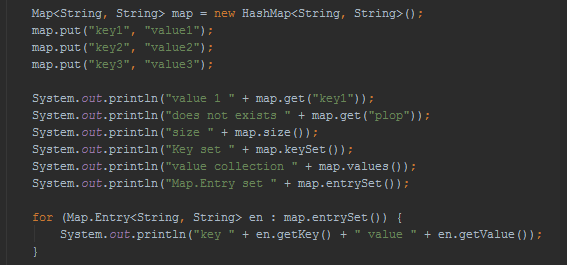 Map<String, String> map = new HashMap<String, String>();
map.put("key1", "value1");
map.put("key2", "value2");
map.put("key3", "value3");

System.out.println("value 1 " + map.get("key1"));
System.out.println("does not exists " + map.get("plop"));
System.out.println("size " + map.size());
System.out.println("Key set " + map.keySet());
System.out.println("value collection " + map.values());
System.out.println("Map.Entry set " + map.entrySet());

for (Map.Entry<String, String> en : map.entrySet()) {
    System.out.println("key " + en.getKey() + " value " + en.getValue());
}